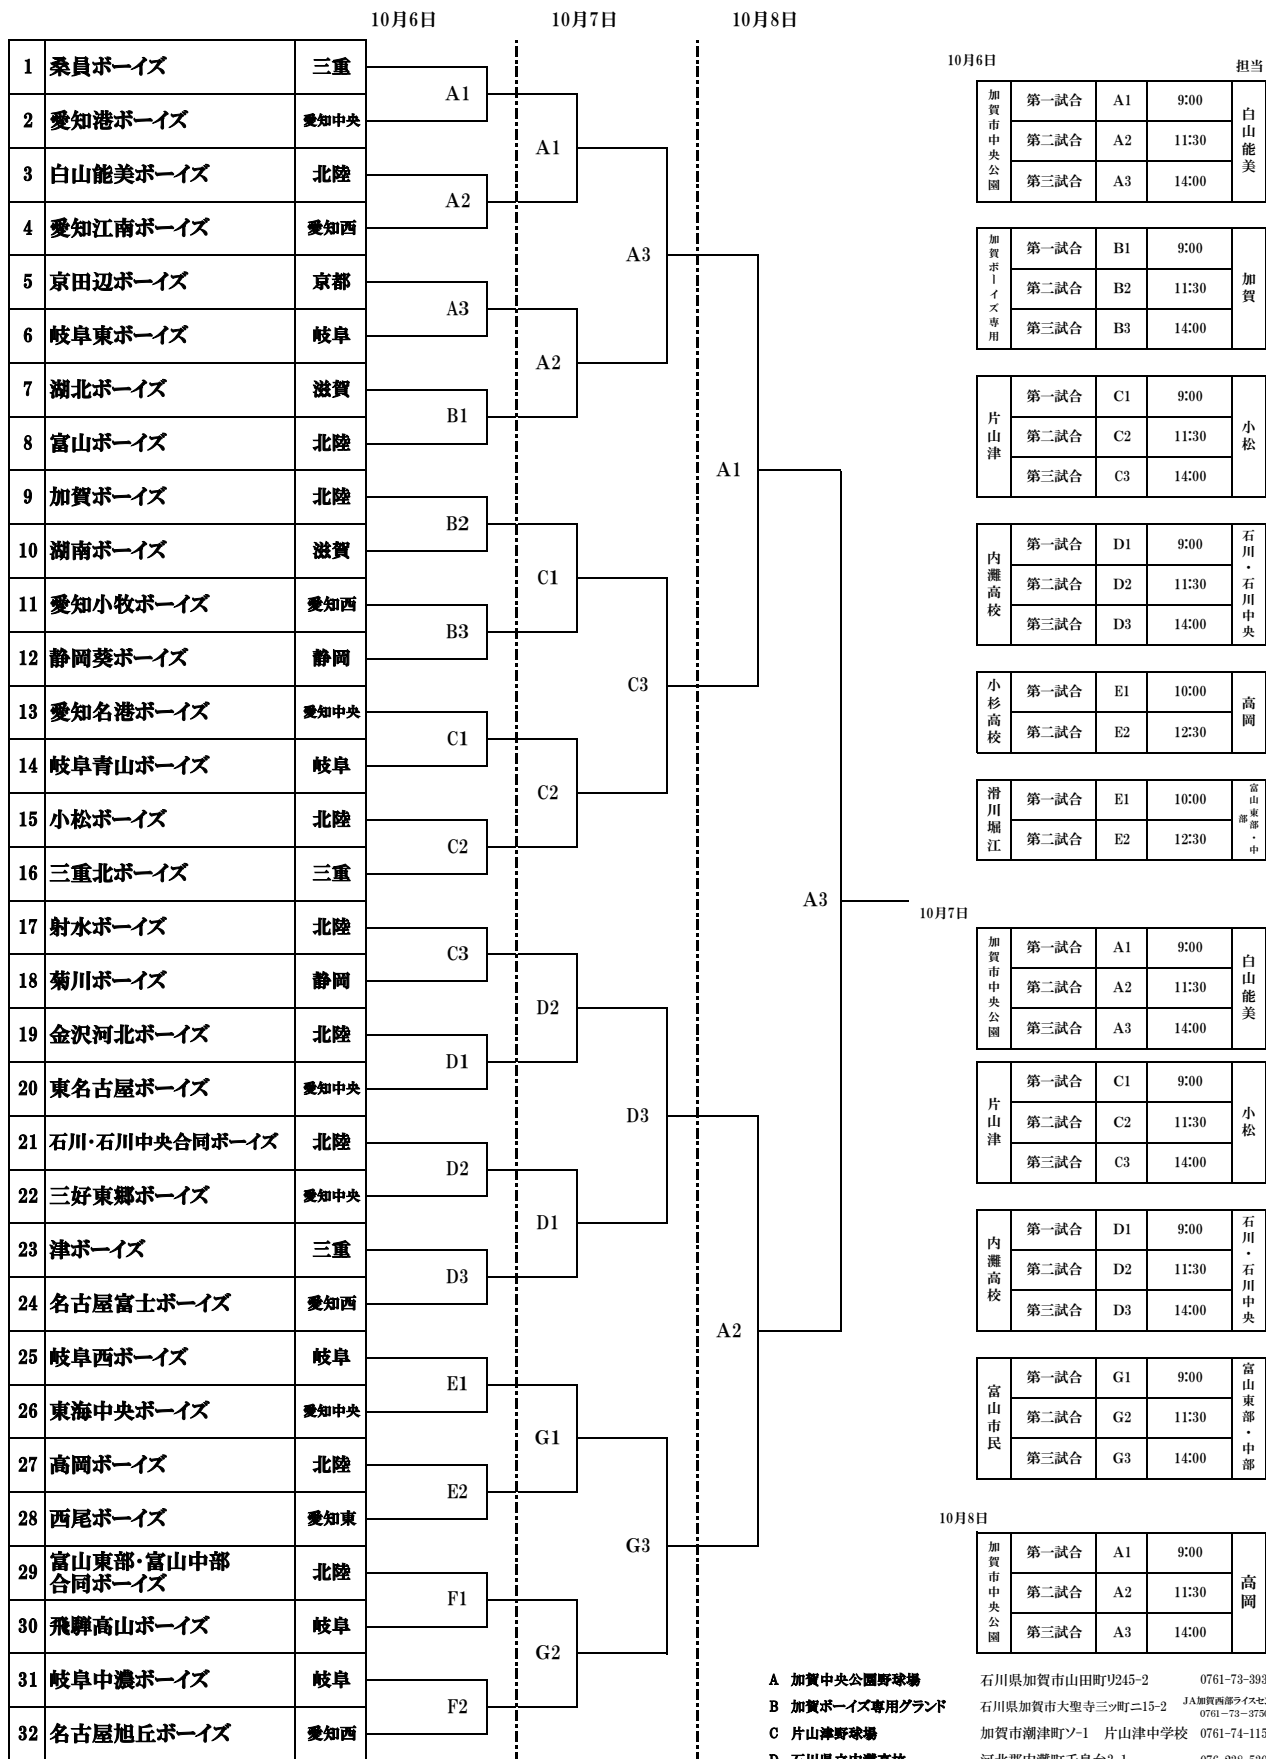 10月6日 10月7日 10月8日
1 桑員ボーイズ 三重
2 愛知港ボーイズ 愛知中央
3 白山能美ボーイズ 北陸
4 愛知江南ボーイズ 愛知西
5 京田辺ボーイズ 京都
6 岐阜東ボーイズ 岐阜
7 湖北ボーイズ 滋賀
8 富山ボーイズ 北陸
9 加賀ボーイズ 北陸
10 湖南ボーイズ 滋賀
11 愛知小牧ボーイズ 愛知西
12 静岡葵ボーイズ 静岡
13 愛知名港ボーイズ 愛知中央
14 岐阜青山ボーイズ 岐阜
15 小松ボーイズ 北陸
16 三重北ボーイズ 三重
17 射水ボーイズ 北陸
18 菊川ボーイズ 静岡
19 金沢河北ボーイズ 北陸
20 東名古屋ボーイズ 愛知中央
21 石川・石川中央合同ボーイズ 北陸
22 三好東郷ボーイズ 愛知中央
23 津ボーイズ 三重
24 名古屋富士ボーイズ 愛知西
25 岐阜西ボーイズ 岐阜
26 東海中央ボーイズ 愛知中央
27 高岡ボーイズ 北陸
28 西尾ボーイズ 愛知東
29 富山東部・富山中部
合同ボーイズ 北陸
30 飛騨高山ボーイズ 岐阜
31 岐阜中濃ボーイズ 岐阜
32 名古屋旭丘ボーイズ 愛知西
A1
A2
A3
B1
B2
B3
C1
C2
C3
D1
D2
D3
E1
E2
F1
F2
A1
A2
C1
C2
D2
D1
G1
G2
A3
C3
D3
G3
A1
A2
A3
10月6日 担当
加賀市中央公園
第一試合 A1 9:00
第二試合 A2 11:30
第三試合 A3 14:00
白山能美
加賀ボーイズ専用
第一試合 B1 9:00
第二試合 B2 11:30
第三試合 B3 14:00
加賀
片山津
第一試合 C1 9:00
第二試合 C2 11:30
第三試合 C3 14:00
小松
内灘高校
第一試合 D1 9:00
第二試合 D2 11:30
第三試合 D3 14:00
石川・石川中央
小杉高校
第一試合 E1 10:00
第二試合 E2 12:30
高岡
滑川堀江
第一試合 E1 10:00
第二試合 E2 12:30
富山東部・中
部
10月7日
加賀市中央公園
第一試合 A1 9:00
第二試合 A2 11:30
第三試合 A3 14:00
白山能美
片山津
第一試合 C1 9:00
第二試合 C2 11:30
第三試合 C3 14:00
小松
内灘高校
第一試合 D1 9:00
第二試合 D2 11:30
第三試合 D3 14:00
石川・石川中央
富山市民
第一試合 G1 9:00
第二試合 G2 11:30
第三試合 G3 14:00
富山東部・中部
10月8日
加賀市中央公園
第一試合 A1 9:00
第二試合 A2 11:30
第三試合 A3 14:00
高岡
A 加賀中央公園野球場 石川県加賀市山田町リ245-2 0761-73-393
B 加賀ボーイズ専用グランド 石川県加賀市大聖寺三ッ町ニ15-2 JA加賀西部ライスセ
0761-73-3750
C 片山津野球場 加賀市潮津町ソ-1 片山津中学校 0761-74-115